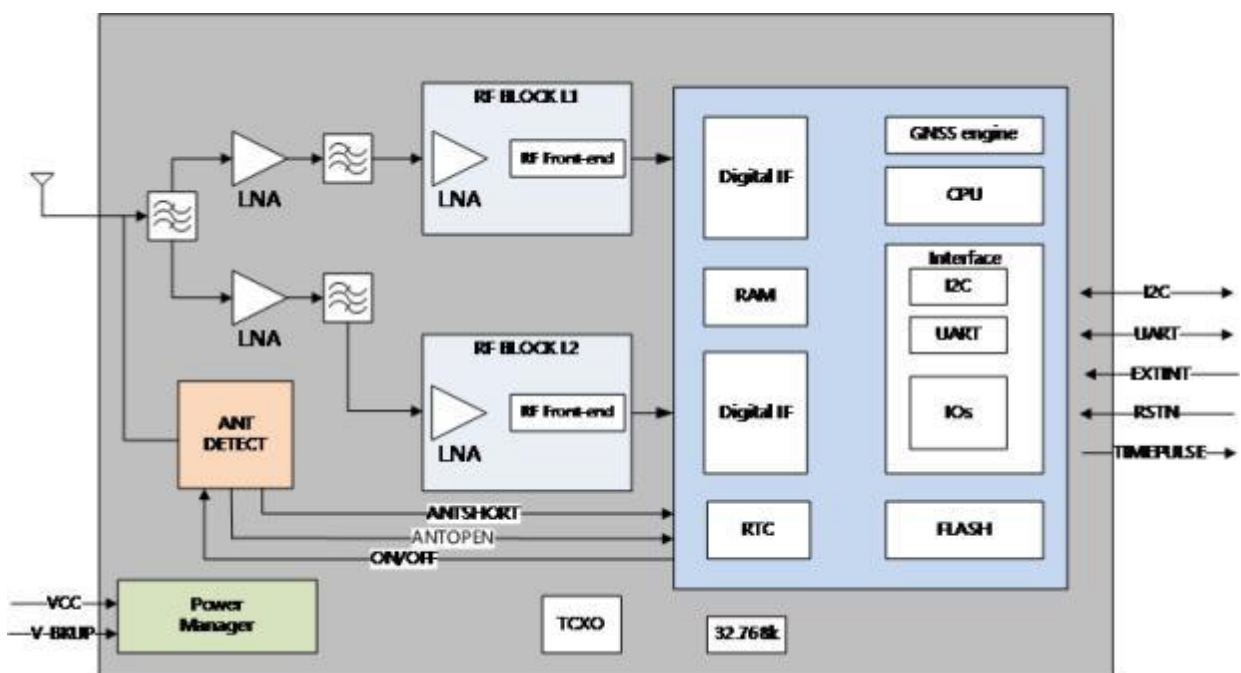 RF BLOCK L1
LNA
RF Front-end
LNA
Digital IF
GNSS engine
CPU
LNA
RF BLOCK L2
LNA
RF Front-end
RAM
Digital IF
Interface
I2C
UART
IOs
I2C
UART
EXTINT
RSTN
TIMEPULSE
ANT
DETECT
ANTSHORT
ANTOPEN
ON/OFF
RTC
FLASH
VCC
V-BKUP
Power
Manager
TCXO
32.768k